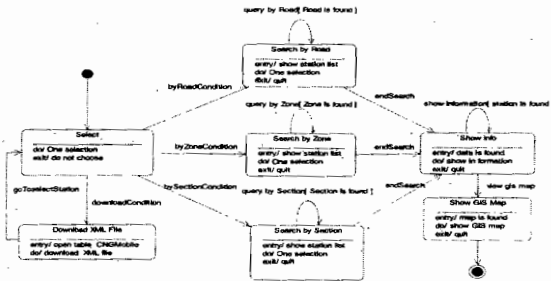 query by Road[ Road is found ]
Search by Road
entry/ show station list
do/ One selection
exit/ quit
byRoadCondition
endSearch
query by Zone[ Zone is found ]
show Information[ station is found
Select
do/ One selection
exit/ do not choose
byZoneCondition
Search by Zone
entry/ show station list
do/ One selection
exit/ quit
endSearch
Show Info
entry/ data is found
do/ show in formation
exit/ quit
goToselectStation
downloadCondition
bySectionCondition
query by Section[ Section is found ]
endSearch
view gis map
Download XML File
entry/ open table CNGMobile
do/ download XML file
Search by Section
entry/ show station list
do/ One selection
exit/ quit
Show GIS Map
entry/ map is found
do/ show GIS map
exit/ quit